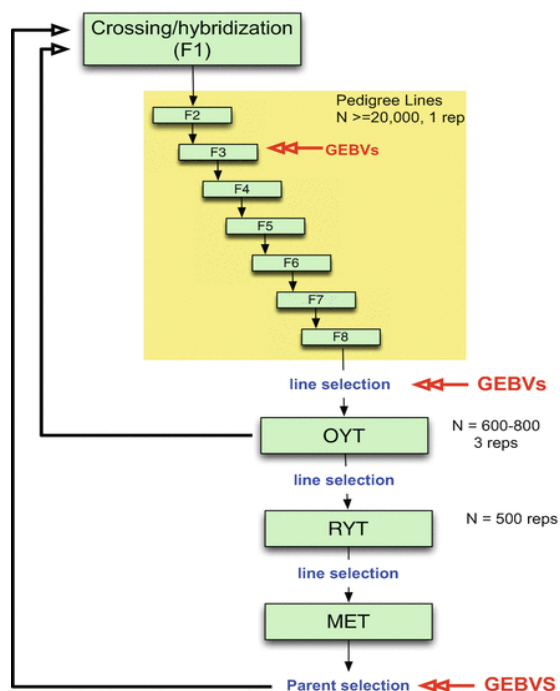 Crossing/hybridization
(F1)
Pedigree Lines
N >=20,000, 1 rep
F2
F3
GEBVs
F4
F5
F6
F7
F8
line selection
GEBVs
OYT
N = 600-800
3 reps
line selection
RYT
N = 500 reps
line selection
MET
Parent selection
GEBVS